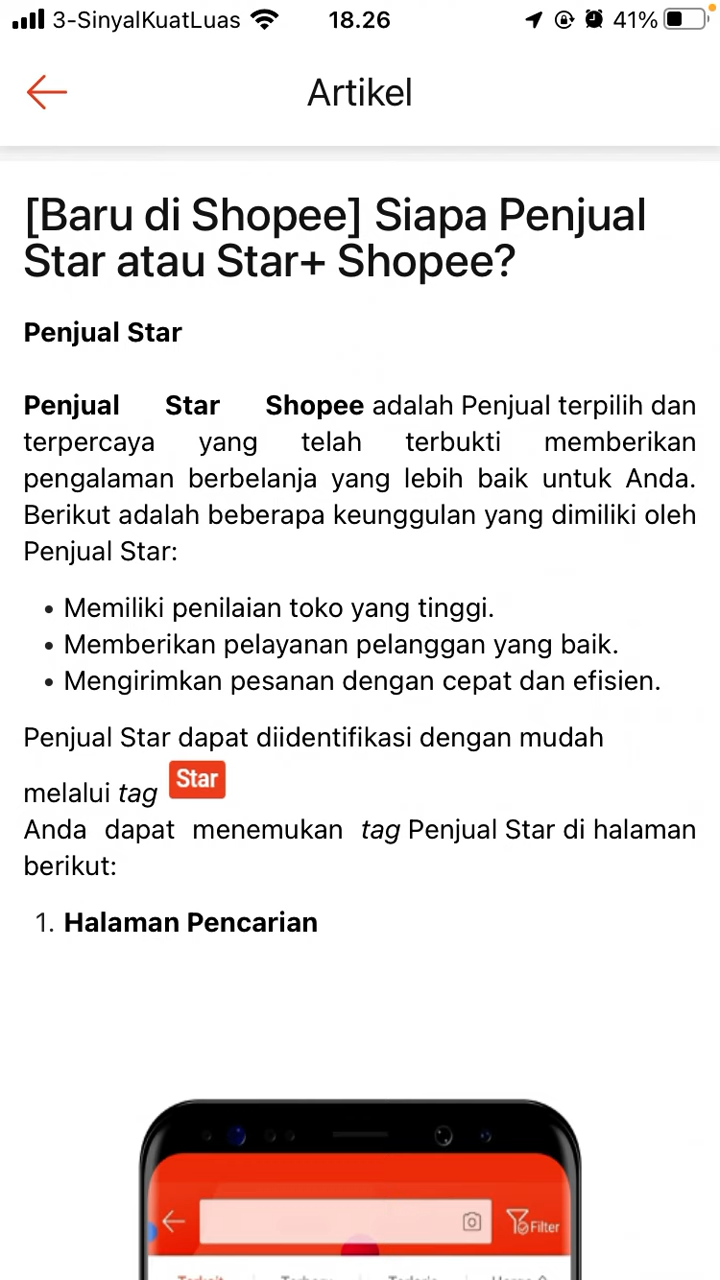 3-SinyalKuatLuas 18.26 41%
Artikel
[Baru di Shopee] Siapa Penjual
Star atau Star+ Shopee?
Penjual Star
Penjual Star Shopee adalah Penjual terpilih dan
terpercaya yang telah terbukti memberikan
pengalaman berbelanja yang lebih baik untuk Anda.
Berikut adalah beberapa keunggulan yang dimiliki oleh
Penjual Star:
• Memiliki penilaian toko yang tinggi.
• Memberikan pelayanan pelanggan yang baik.
• Mengirimkan pesanan dengan cepat dan efisien.
Penjual Star dapat diidentifikasi dengan mudah
melalui tag Star
Anda dapat menemukan tag Penjual Star di halaman
berikut:
1. Halaman Pencarian
Filter